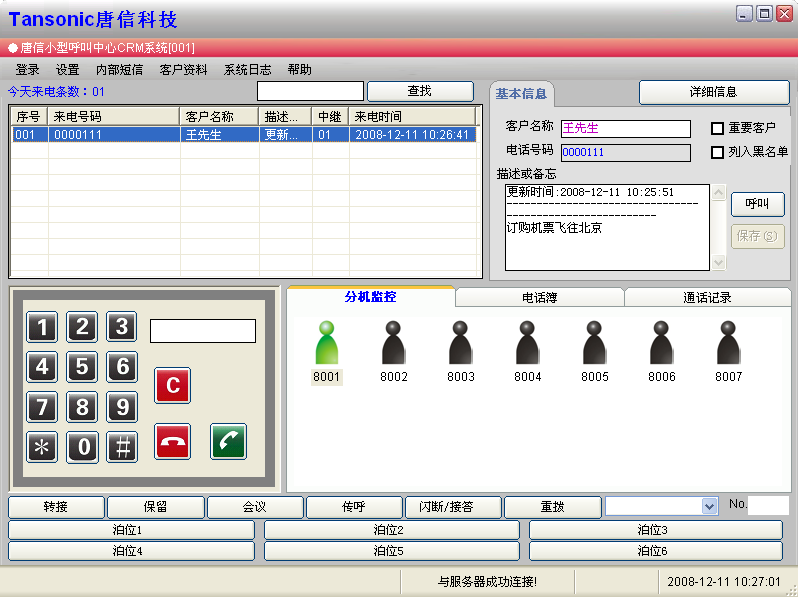 Tansonic唐信科技
唐信小型呼叫中心CRM系统[001]
登录 设置 内部短信 客户资料 系统日志 帮助
今天来电条数：01 查找
序号 来电号码 客户名称 描述... 中继 来电时间
001 0000111 王先生 更新... 01 2008-12-11 10:26:41
基本信息 详细信息
客户名称 王先生 重要客户
电话号码 0000111 列入黑名单
描述或备忘
更新时间:2008-12-11 10:25:51
--------------------------------
-------------------------
订购机票飞往北京
呼叫
保存(S)
1 2 3
4 5 6
7 8 9
* 0 #
C
分机监控 电话簿 通话记录
8001 8002 8003 8004 8005 8006 8007
转接 保留 会议 传呼 闪断/接答 重拨 No.
泊位1 泊位2 泊位3
泊位4 泊位5 泊位6
与服务器成功连接! 2008-12-11 10:27:01